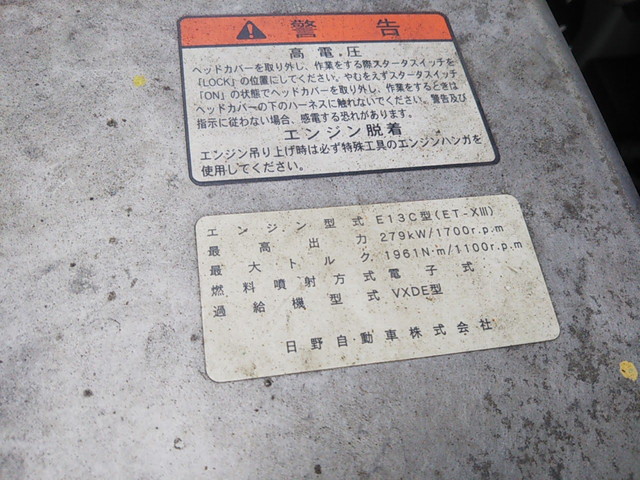 警告
高電圧
ヘッドカバーを取り外し、作業をする際スタータスイッチを
「LOCK」の位置にしてください。やむをえずスタータスイッチ
「ON」の状態でヘッドカバーを取り外し、作業をするときは
ヘッドカバーの下のハーネスに触れないでください。警告及び
指示に従わない場合、感電する恐れがあります。
エンジン脱着
エンジン吊り上げ時は必ず特殊工具のエンジンハンガを
使用してください。
エンジン型式 E13C型(ET-XIII)
最高出力 279kW/1700r.p.m
最大トルク 1961N·m/1100r.p.m
燃料噴射方式 電子式
過給機型式 VXDE型
日野自動車株式会社